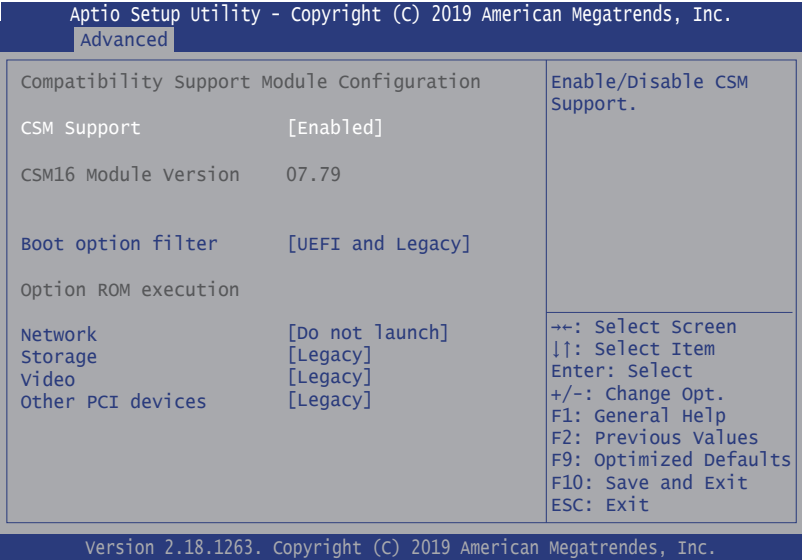 Aptio Setup Utility - Copyright (C) 2019 American Megatrends, Inc.
Advanced
Compatibility Support Module Configuration
CSM Support [Enabled]
CSM16 Module Version 07.79
Boot option filter [UEFI and Legacy]
Option ROM execution
Network [Do not launch]
Storage [Legacy]
Video [Legacy]
Other PCI devices [Legacy]
Enable/Disable CSM
Support.
→←: Select Screen
↓↑: Select Item
Enter: Select
+/-: Change Opt.
F1: General Help
F2: Previous Values
F9: Optimized Defaults
F10: Save and Exit
ESC: Exit
Version 2.18.1263. Copyright (C) 2019 American Megatrendes, Inc.